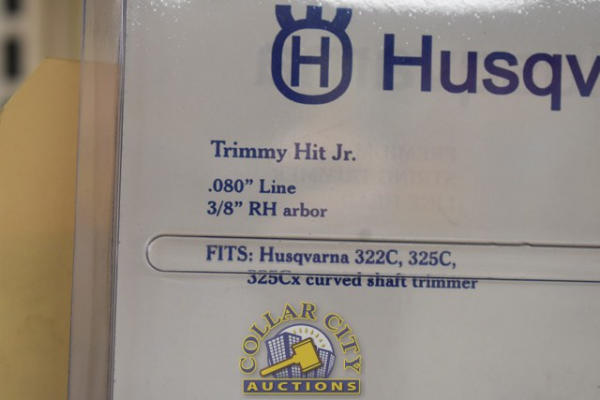 H Husqv
Trimmy Hit Jr.
.080” Line
3/8” RH arbor
FITS: Husqvarna 322C, 325C,
325Cx curved shaft trimmer
COLLAR CITY
AUCTIONS